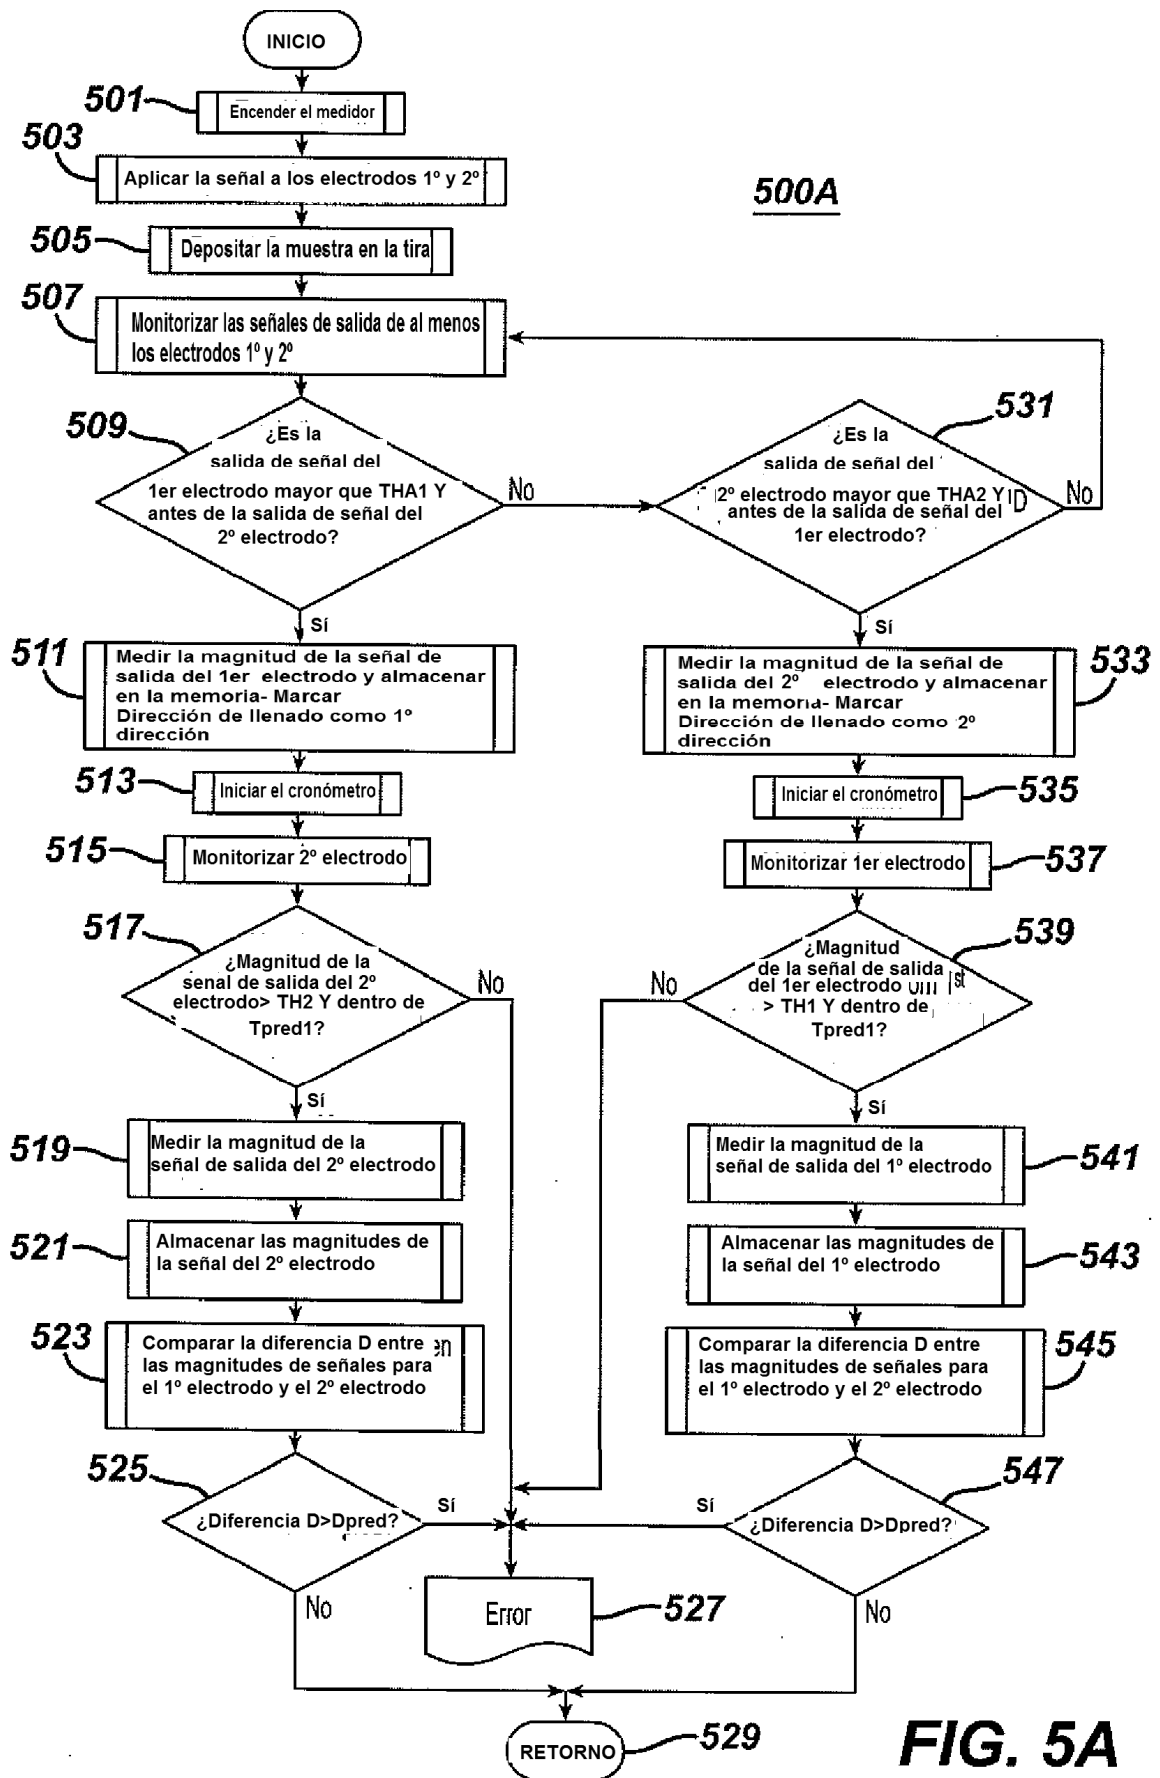 INICIO
501
Encender el medidor
503
Aplicar la señal a los electrodos 1º y 2º
500A
505
Depositar la muestra en la tira
507
Monitorizar las señales de salida de al menos
los electrodos 1º y 2º
509
¿Es la
salida de señal del
1er electrodo mayor que THA1 Y
antes de la salida de señal del
2º electrodo?
No
Sí
531
¿Es la
salida de señal del
2º electrodo mayor que THA2 Y
antes de la salida de señal del
1er electrodo?
No
Sí
511
Medir la magnitud de la señal de
salida del 1er electrodo y almacenar
en la memoria- Marcar
Dirección de llenado como 1º
dirección
533
Medir la magnitud de la señal de
salida del 2º electrodo y almacenar
en la memoria- Marcar
Dirección de llenado como 2º
dirección
513
Iniciar el cronómetro
535
Iniciar el cronómetro
515
Monitorizar 2º electrodo
537
Monitorizar 1er electrodo
517
¿Magnitud de la
senal de salida del 2º
electrodo> TH2 Y dentro de
Tpred1?
No
Sí
539
¿Magnitud
de la señal de salida
del 1er electrodo st
> TH1 Y dentro de
Tpred1?
No
Sí
519
Medir la magnitud de la
señal de salida del 2º electrodo
541
Medir la magnitud de la
señal de salida del 1º electrodo
521
Almacenar las magnitudes de
la señal del 2º electrodo
543
Almacenar las magnitudes de
la señal del 1º electrodo
523
Comparar la diferencia D entre en
las magnitudes de señales para
el 1º electrodo y el 2º electrodo
545
Comparar la diferencia D entre
las magnitudes de señales para
el 1º electrodo y el 2º electrodo
525
¿Diferencia D>Dpred?
Sí
No
547
¿Diferencia D>Dpred?
Sí
No
Error
527
RETORNO
529
FIG. 5A